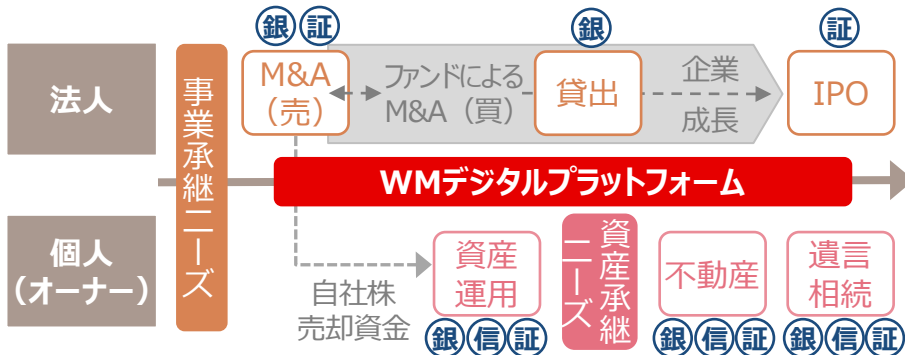 銀 証
銀
証
法人
事業承継ニーズ
M&A
（売）
ファンドによる
M&A（買）
貸出
企業
成長
IPO
WMデジタルプラットフォーム
個人
（オーナー）
自社株
売却資金
資産
運用
資産承継
ニーズ
不動産
遺言
相続
銀 信 証
銀 信 証
銀 信 証